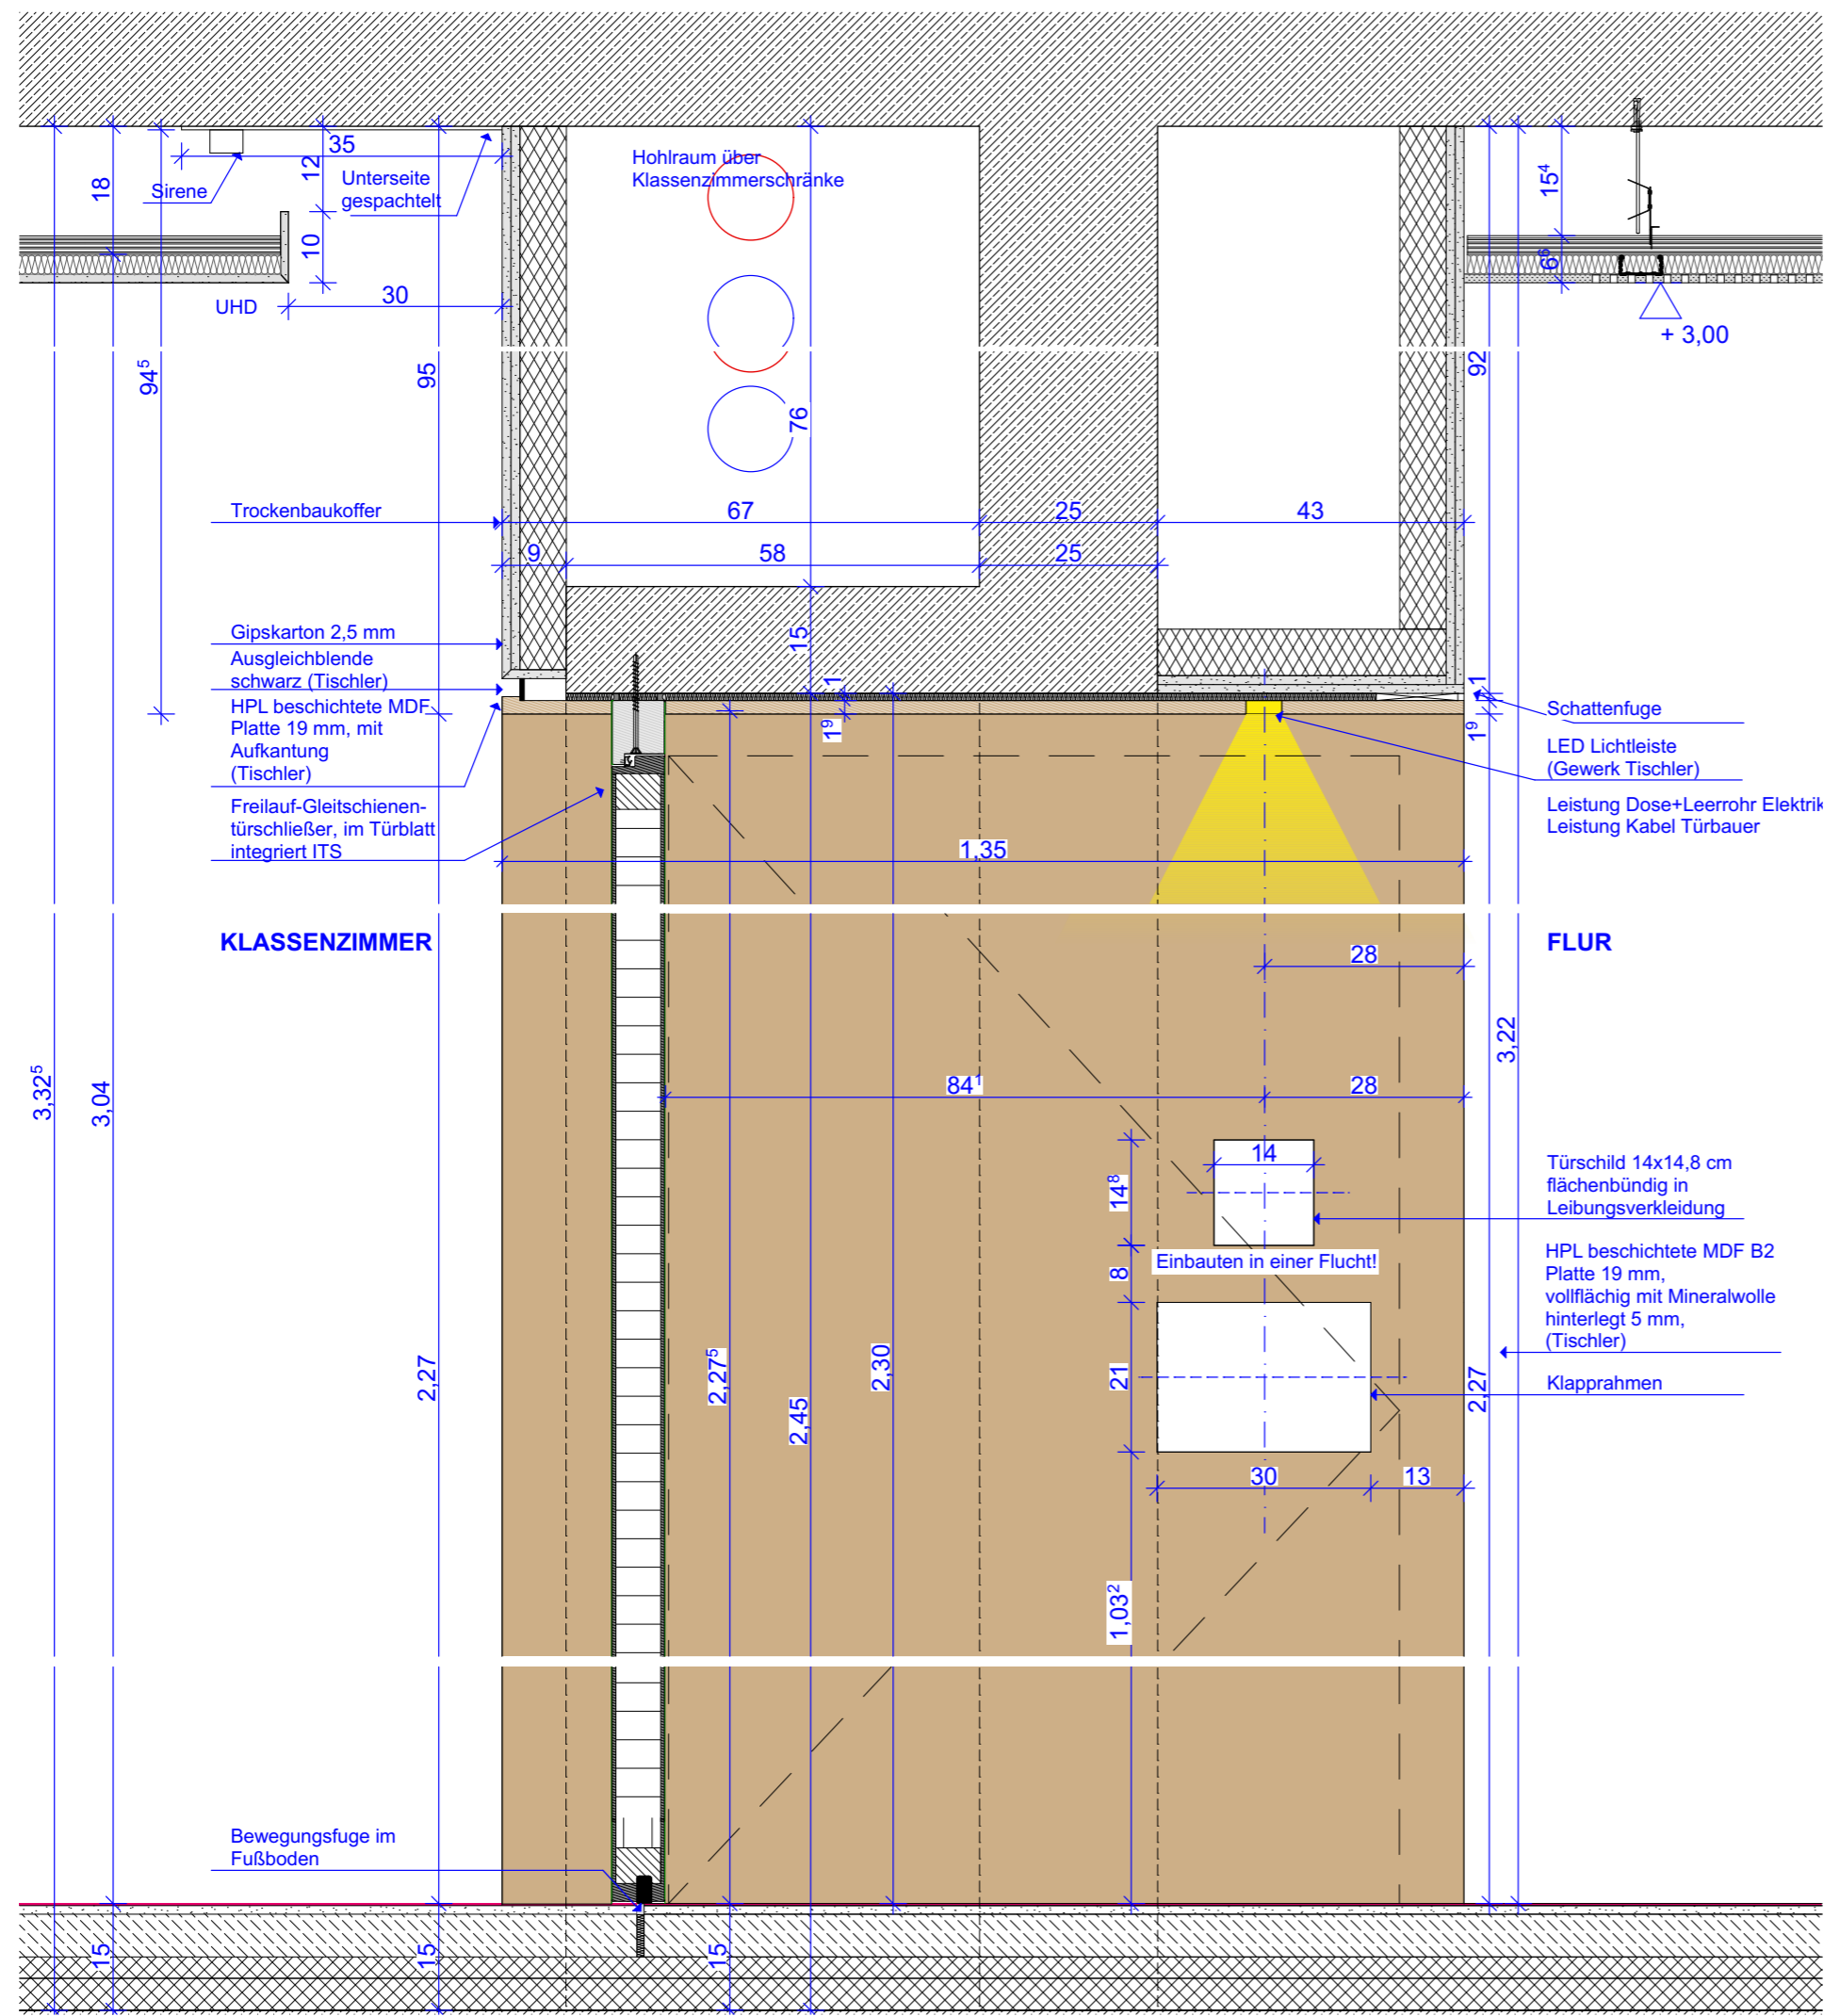 35
12
18
Sirene
Unterseite
gespachtelt
10
UHD
30
94⁵
95
Hohlraum über
Klassenzimmerschränke
76
92
15⁴
6⁶
+ 3,00
Trockenbaukoffer
67
25
43
9
58
25
15
Gipskarton 2,5 mm
Ausgleichblende
schwarz (Tischler)
HPL beschichtete MDF
Platte 19 mm, mit
Aufkantung
(Tischler)
Freilauf-Gleitschienen-
türschließer, im Türblatt
integriert ITS
1
1⁹
1
1⁹
Schattenfuge
LED Lichtleiste
(Gewerk Tischler)
Leistung Dose+Leerrohr Elektrik
Leistung Kabel Türbauer
1,35
KLASSENZIMMER
FLUR
28
3,32⁵
3,04
3,22
84¹
28
14
14⁸
Türschild 14x14,8 cm
flächenbündig in
Leibungsverkleidung
Einbauten in einer Flucht!
8
HPL beschichtete MDF B2
Platte 19 mm,
vollflächig mit Mineralwolle
hinterlegt 5 mm,
(Tischler)
Klapprahmen
2,27
2,27⁵
2,45
2,30
21
2,27
30
13
1,03²
Bewegungsfuge im
Fußboden
15
15
15